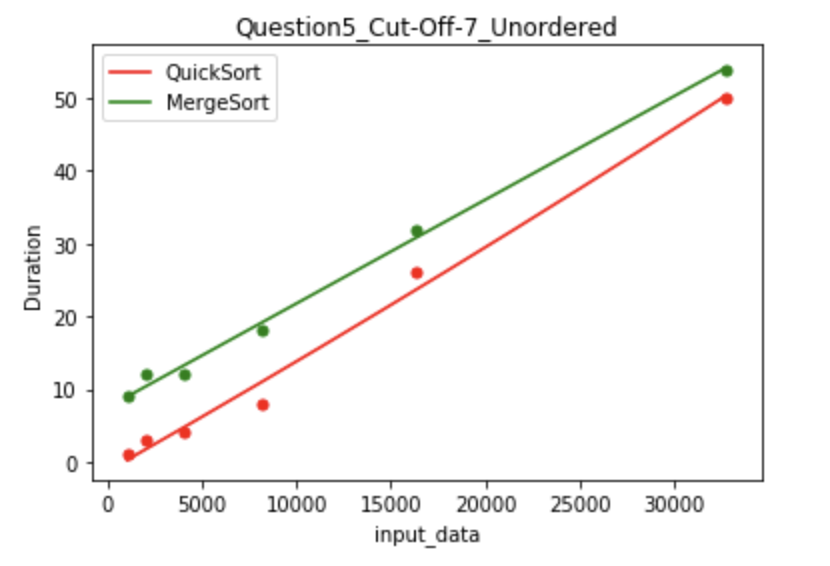 Question5_Cut-Off-7_Unordered
QuickSort
MergeSort
50
40
30
20
10
0
Duration
0 5000 10000 15000 20000 25000 30000
input_data